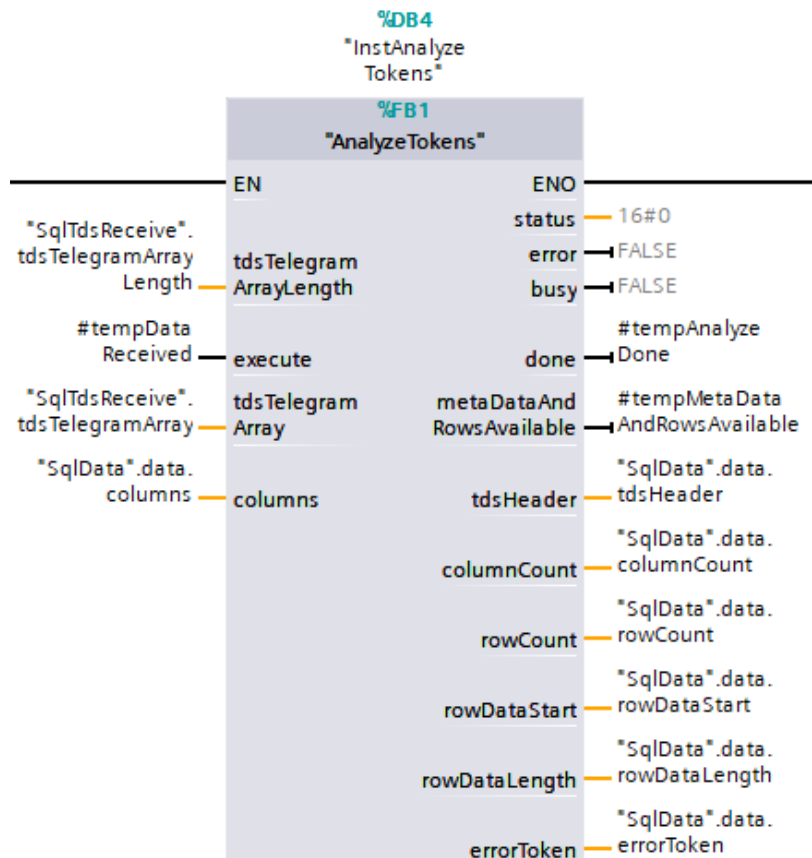 %DB4
"InstAnalyze
Tokens"
%FB1
"AnalyzeTokens"
EN
ENO
status
16#0
"SqlTdsReceive".
tdsTelegramArray
Length
tdsTelegram
ArrayLength
error
FALSE
busy
FALSE
#tempData
Received
execute
done
#tempAnalyze
Done
"SqlTdsReceive".
tdsTelegramArray
tdsTelegram
Array
metaDataAnd
RowsAvailable
#tempMetaData
AndRowsAvailable
"SqlData".data.
columns
columns
tdsHeader
"SqlData".data.
tdsHeader
columnCount
"SqlData".data.
columnCount
rowCount
"SqlData".data.
rowCount
rowDataStart
"SqlData".data.
rowDataStart
rowDataLength
"SqlData".data.
rowDataLength
errorToken
"SqlData".data.
errorToken